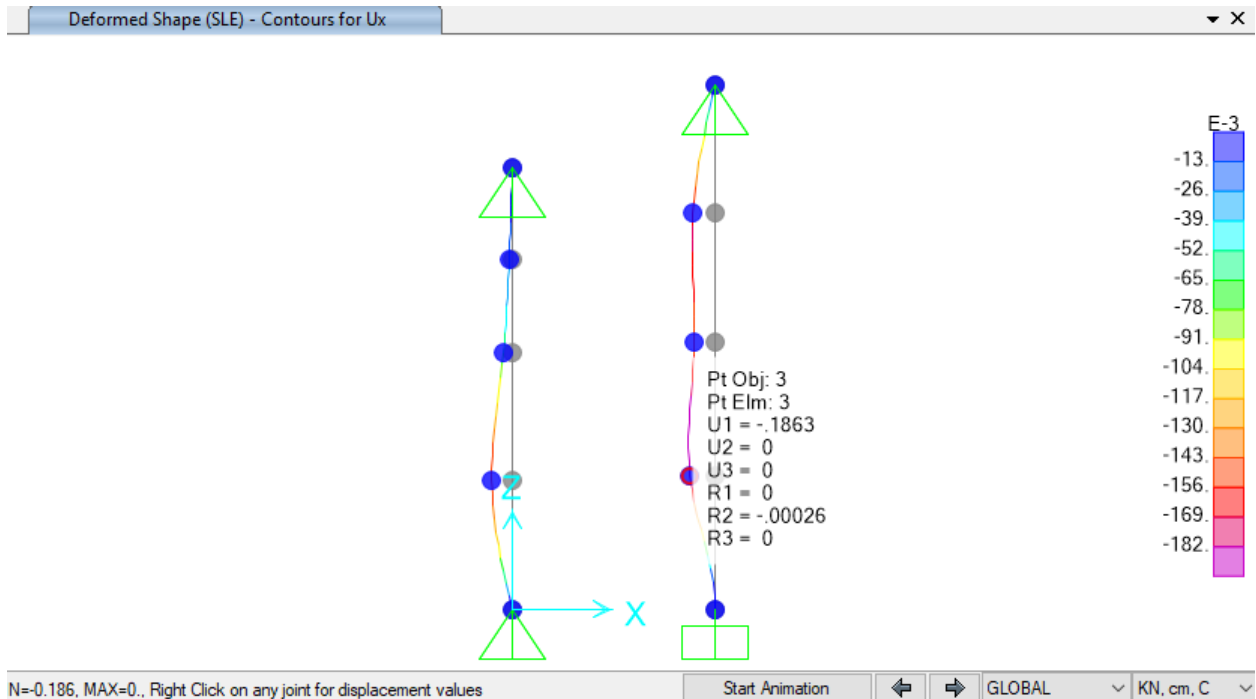 Deformed Shape (SLE) - Contours for Ux
E-3
-13.
-26.
-39.
-52.
-65.
-78.
-91.
-104.
-117.
-130.
-143.
-156.
-169.
-182.
Pt Obj: 3
Pt Elm: 3
U1 = -.1863
U2 = 0
U3 = 0
R1 = 0
R2 = -.00026
R3 = 0
Z
X
N=-0.186, MAX=0., Right Click on any joint for displacement values
Start Animation
GLOBAL
KN, cm, C